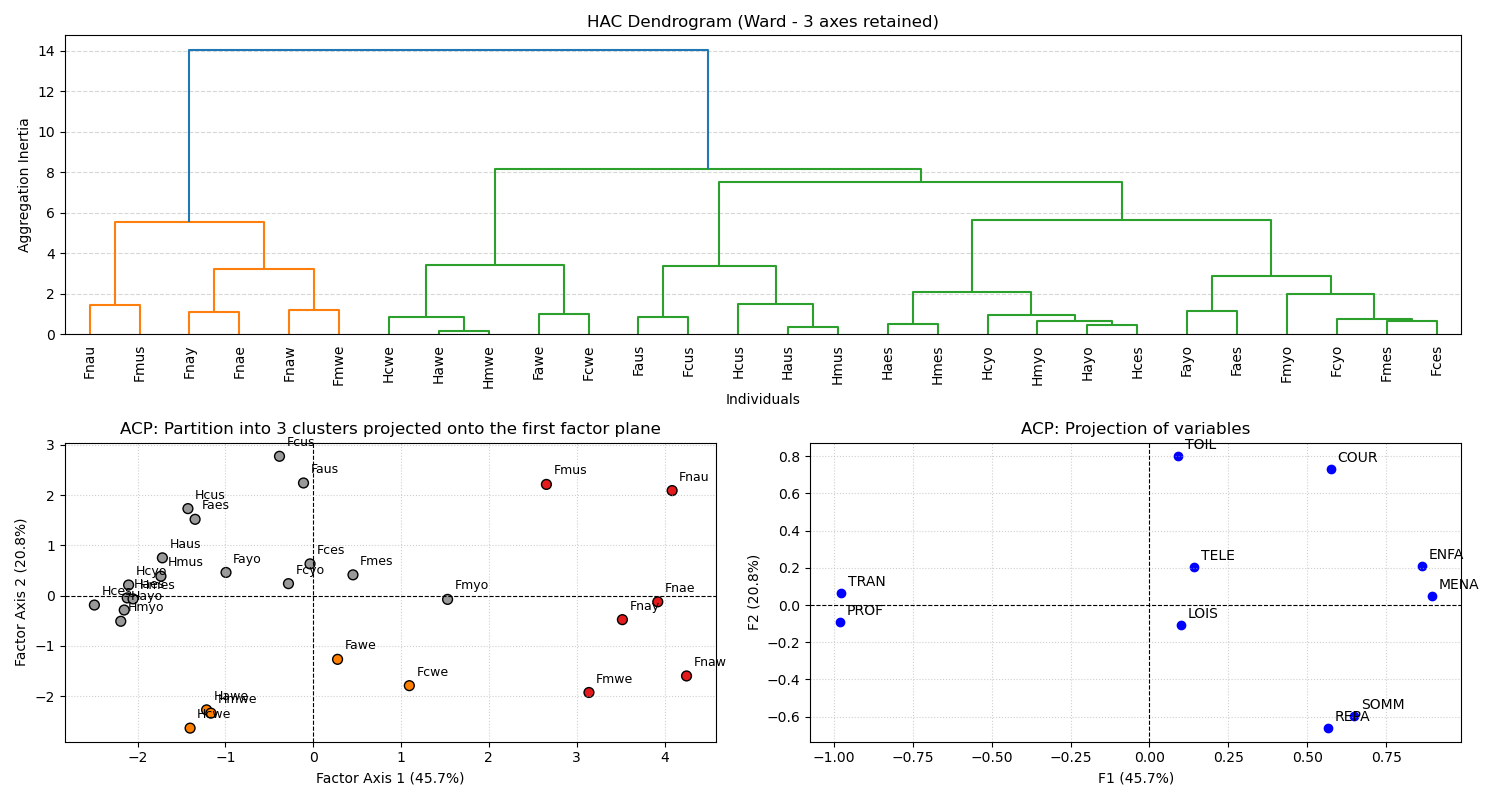 HAC Dendrogram (Ward - 3 axes retained)
Aggregation Inertia
14
12
10
8
6
4
2
0
Fnau Fmus Fnay Fnae Fnaw Fmwe Hcwe Hawe Hmwe Fawe Fcwe Faus Fcus Hcus Haus Hmus Haes Hmes Hcyo Hmyo Hayo Hces Fayo Faes Fmyo Fcyo Fmes Fces
Individuals
ACP: Partition into 3 clusters projected onto the first factor plane
Factor Axis 2 (20.8%)
3
2
1
0
−1
−2
Fcus
Faus
Fmus
Fnau
Hcus
Faes
Haus
Hmus
Fayo
Fces
Fcyo
Fmes
Hcyo
Hces
Haes
Hmes
Hayo
Hmyo
Fmyo
Fnae
Fnay
Fawe
Fcwe
Fmwe
Fnaw
Hawe
Hmwe
Hcwe
−2 −1 0 1 2 3 4
Factor Axis 1 (45.7%)
ACP: Projection of variables
F2 (20.8%)
0.8
0.6
0.4
0.2
0.0
−0.2
−0.4
−0.6
TOIL
COUR
TELE
ENFA
MENA
TRAN
PROF
LOIS
SOMM
REPA
−1.00 −0.75 −0.50 −0.25 0.00 0.25 0.50 0.75
F1 (45.7%)